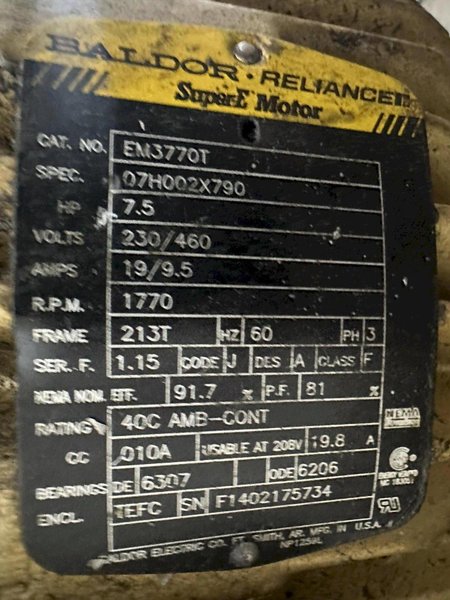 BALDOR · RELIANCE
Super-E Motor
CAT. NO. EM3770T
SPEC. 07H002X790
HP 7.5
VOLTS 230/460
AMPS 19/9.5
R.P.M. 1770
FRAME 213T HZ 60 PH 3
SER. F. 1.15 CODE J DES A CLASS F
NEMA NOM. EFF. 91.7 % P.F. 81 %
RATING 40C AMB-CONT
CC 010A USABLE AT 208V 19.8 A
BEARINGS DE 6307 ODE 6206
ENCL. TEFC SN F1402175734
BALDOR ELECTRIC CO. FT. SMITH, AR. MFG. IN U.S.A.
NP1256L
NEMA